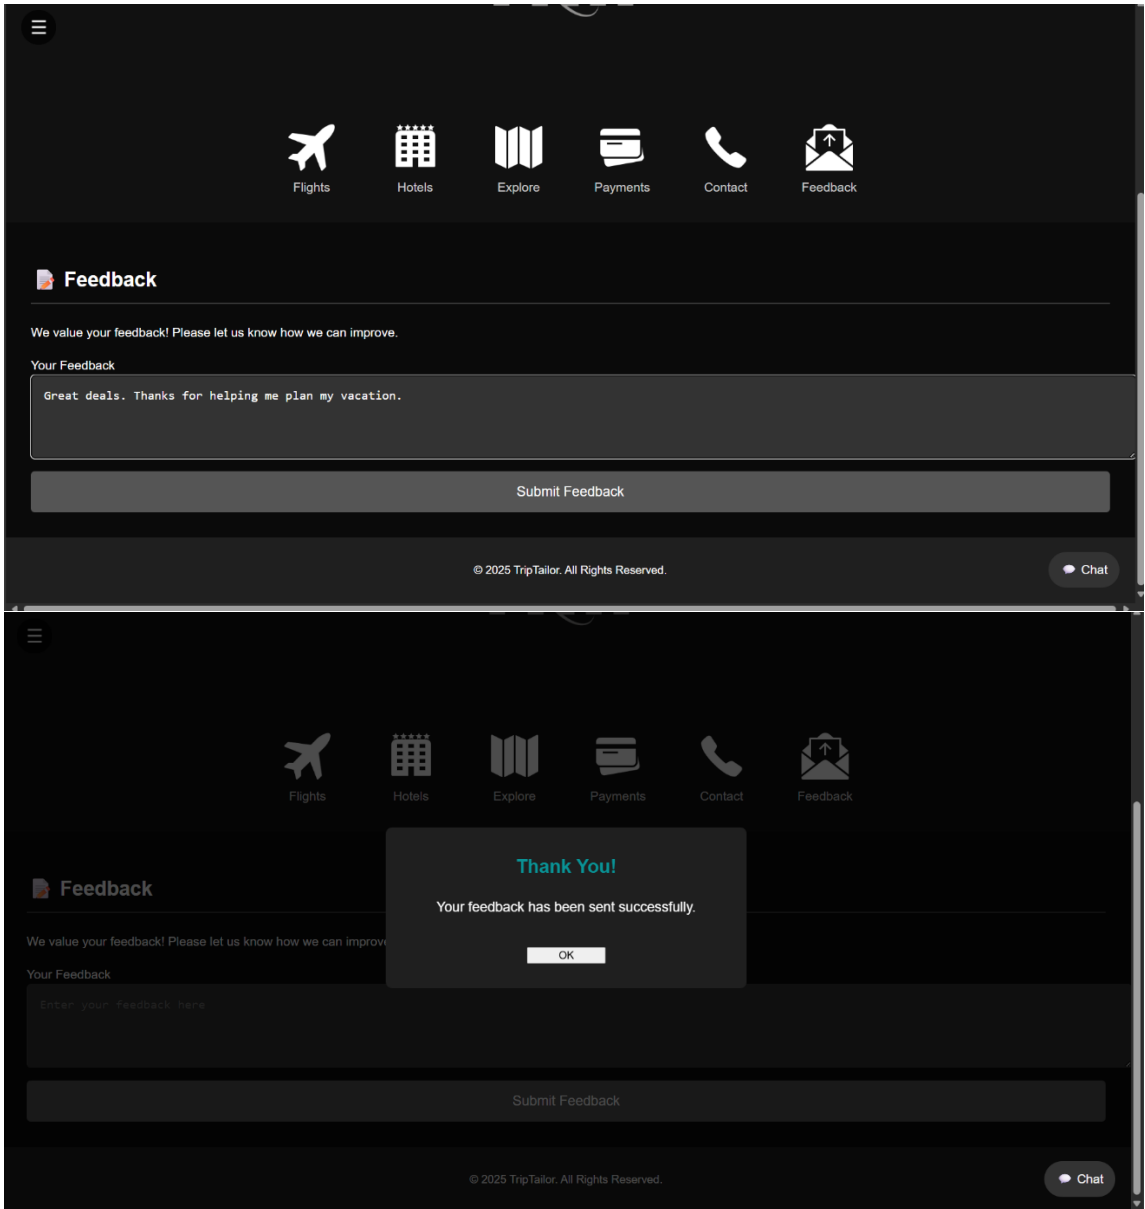 Flights Hotels Explore Payments Contact Feedback
Feedback
We value your feedback! Please let us know how we can improve.
Your Feedback
Great deals. Thanks for helping me plan my vacation.
Submit Feedback
© 2025 TripTailor. All Rights Reserved.
Chat
Flights Hotels Explore Payments Contact Feedback
Thank You!
Your feedback has been sent successfully.
OK
Feedback
We value your feedback! Please let us know how we can improve
Your Feedback
Enter your feedback here
Submit Feedback
© 2025 TripTailor. All Rights Reserved.
Chat